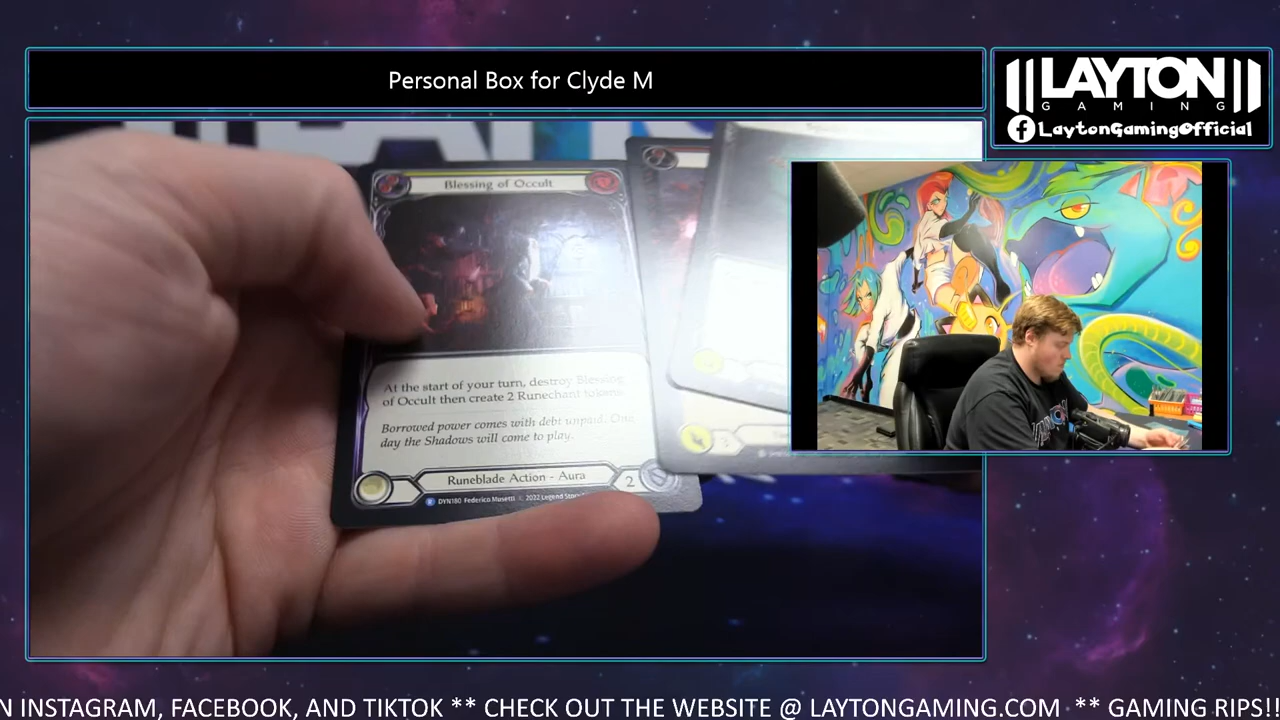 Personal Box for Clyde M
LAYTON
GAMING
LaytonGamingOfficial
Blessing of Occult
At the start of your turn, destroy Blessing
of Occult then create 2 Runechant tokens.
Borrowed power comes with debt unpaid. One
day the Shadows will come to play.
Runeblade Action - Aura
2
DYN180 Federico Musetti
N INSTAGRAM, FACEBOOK, AND TIKTOK ** CHECK OUT THE WEBSITE @ LAYTONGAMING.COM ** GAMING RIPS!!